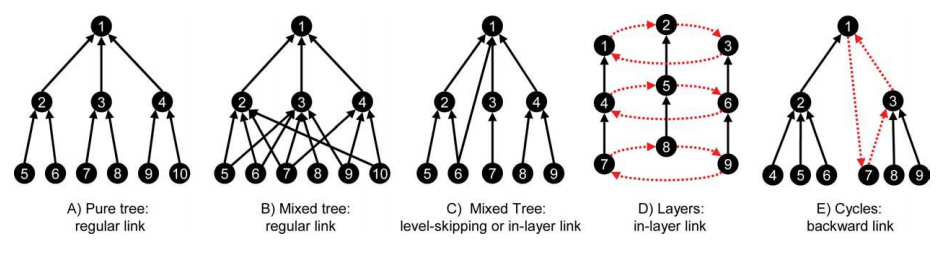 1
2 3 4
5 6 7 8 9 10
A) Pure tree:
regular link
1
2 3 4
5 6 7 8 9 10
B) Mixed tree:
regular link
1
2 3 4
5 6 7 8 9
C) Mixed Tree:
level-skipping or in-layer link
2
1 3
5
4 6
8
7 9
D) Layers:
in-layer link
1
2 3
4 5 6 7 8 9
E) Cycles:
backward link